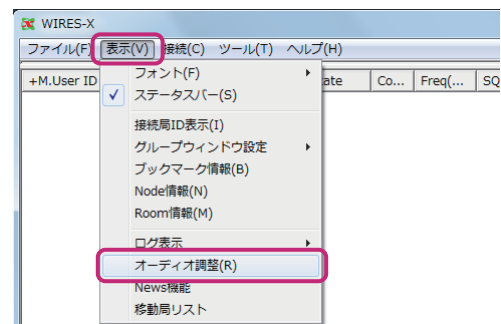 WIRES-X
ファイル(F) 表示(V) 接続(C) ツール(T) ヘルプ(H)
+M.User ID Co... Freq(... SQ
フォント(F)
ステータスバー(S)
接続局ID表示(I)
グループウィンドウ設定
ブックマーク情報(B)
Node情報(N)
Room情報(M)
ログ表示
オーディオ調整(R)
News機能
移動局リスト